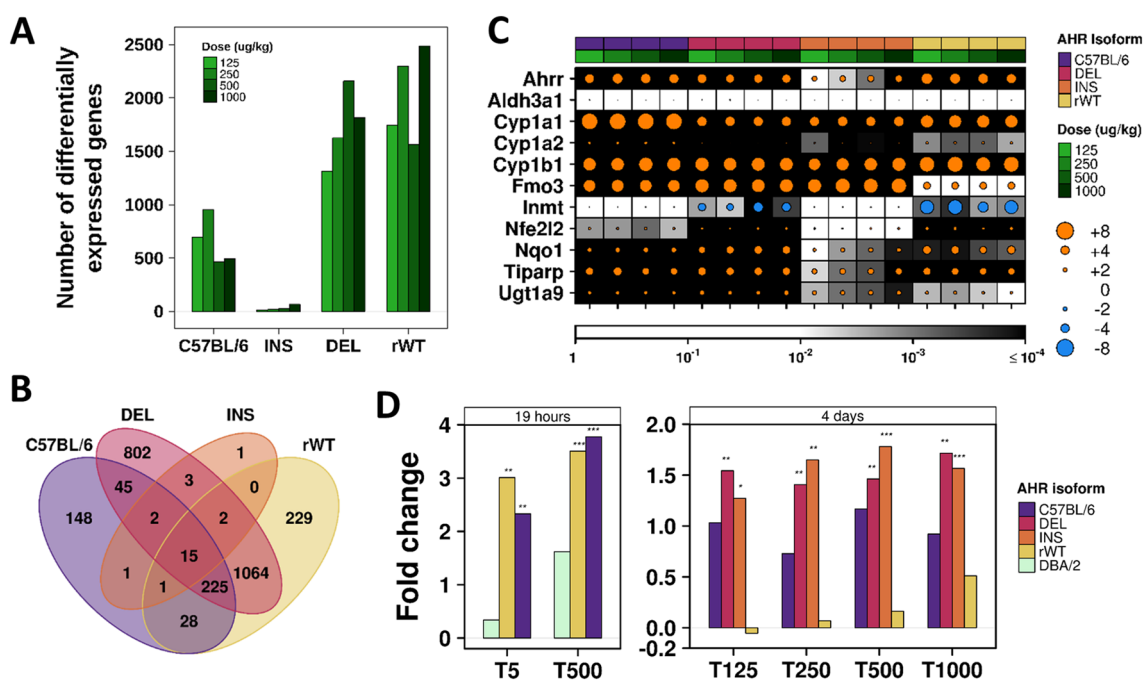 A
Number of differentially
expressed genes
2500
2000
1500
1000
500
0
Dose (ug/kg)
125
250
500
1000
C57BL/6 INS DEL rWT
B
DEL INS
C57BL/6 rWT
802 1
45 3 0
148 2 2 229
15
1 1 225 1064
28
C
Ahrr
Aldh3a1
Cyp1a1
Cyp1a2
Cyp1b1
Fmo3
Inmt
Nfe2l2
Nqo1
Tiparp
Ugt1a9
1 10⁻¹ 10⁻² 10⁻³ ≤10⁻⁴
AHR Isoform
C57BL/6
DEL
INS
rWT
Dose (ug/kg)
125
250
500
1000
+8
+4
+2
0
-2
-4
-8
D
Fold change
19 hours
4
3
2
1
0
** ** *** ***
T5 T500
4 days
2.0
1.5
1.0
0.5
0.0
-0.2
** * ** ** ** *** ** ***
T125 T250 T500 T1000
AHR isoform
C57BL/6
DEL
INS
rWT
DBA/2